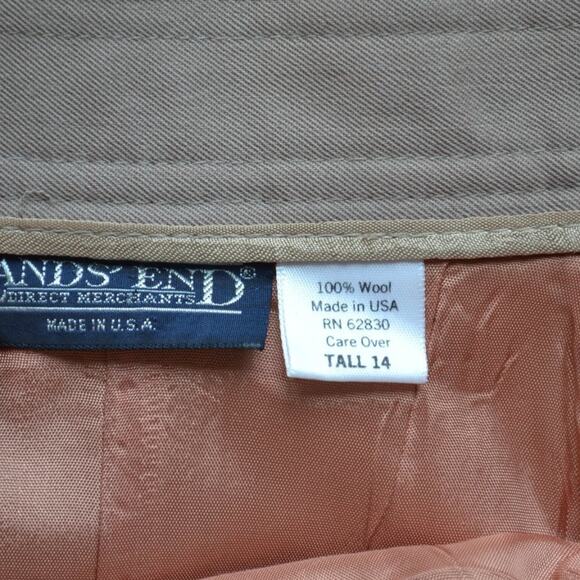 ANDS' END®
DIRECT MERCHANTS
MADE IN U.S.A.
100% Wool
Made in USA
RN 62830
Care Over
TALL 14